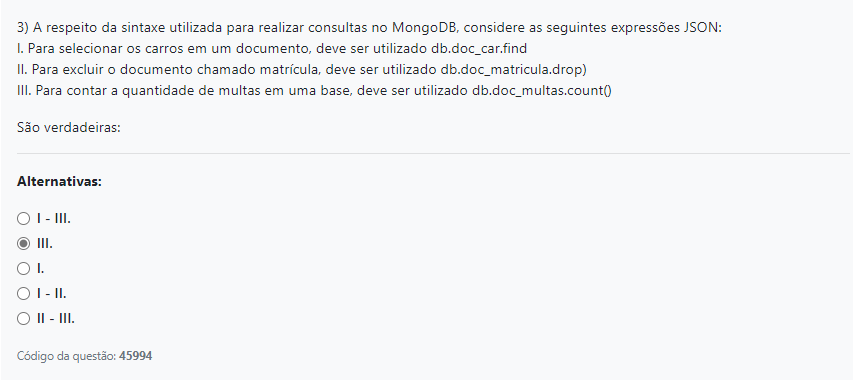 3) A respeito da sintaxe utilizada para realizar consultas no MongoDB, considere as seguintes expressões JSON:
I. Para selecionar os carros em um documento, deve ser utilizado db.doc_car.find
II. Para excluir o documento chamado matrícula, deve ser utilizado db.doc_matricula.drop)
III. Para contar a quantidade de multas em uma base, deve ser utilizado db.doc_multas.count()
São verdadeiras:
Alternativas:
I - III.
III.
I.
I - II.
II - III.
Código da questão: 45994